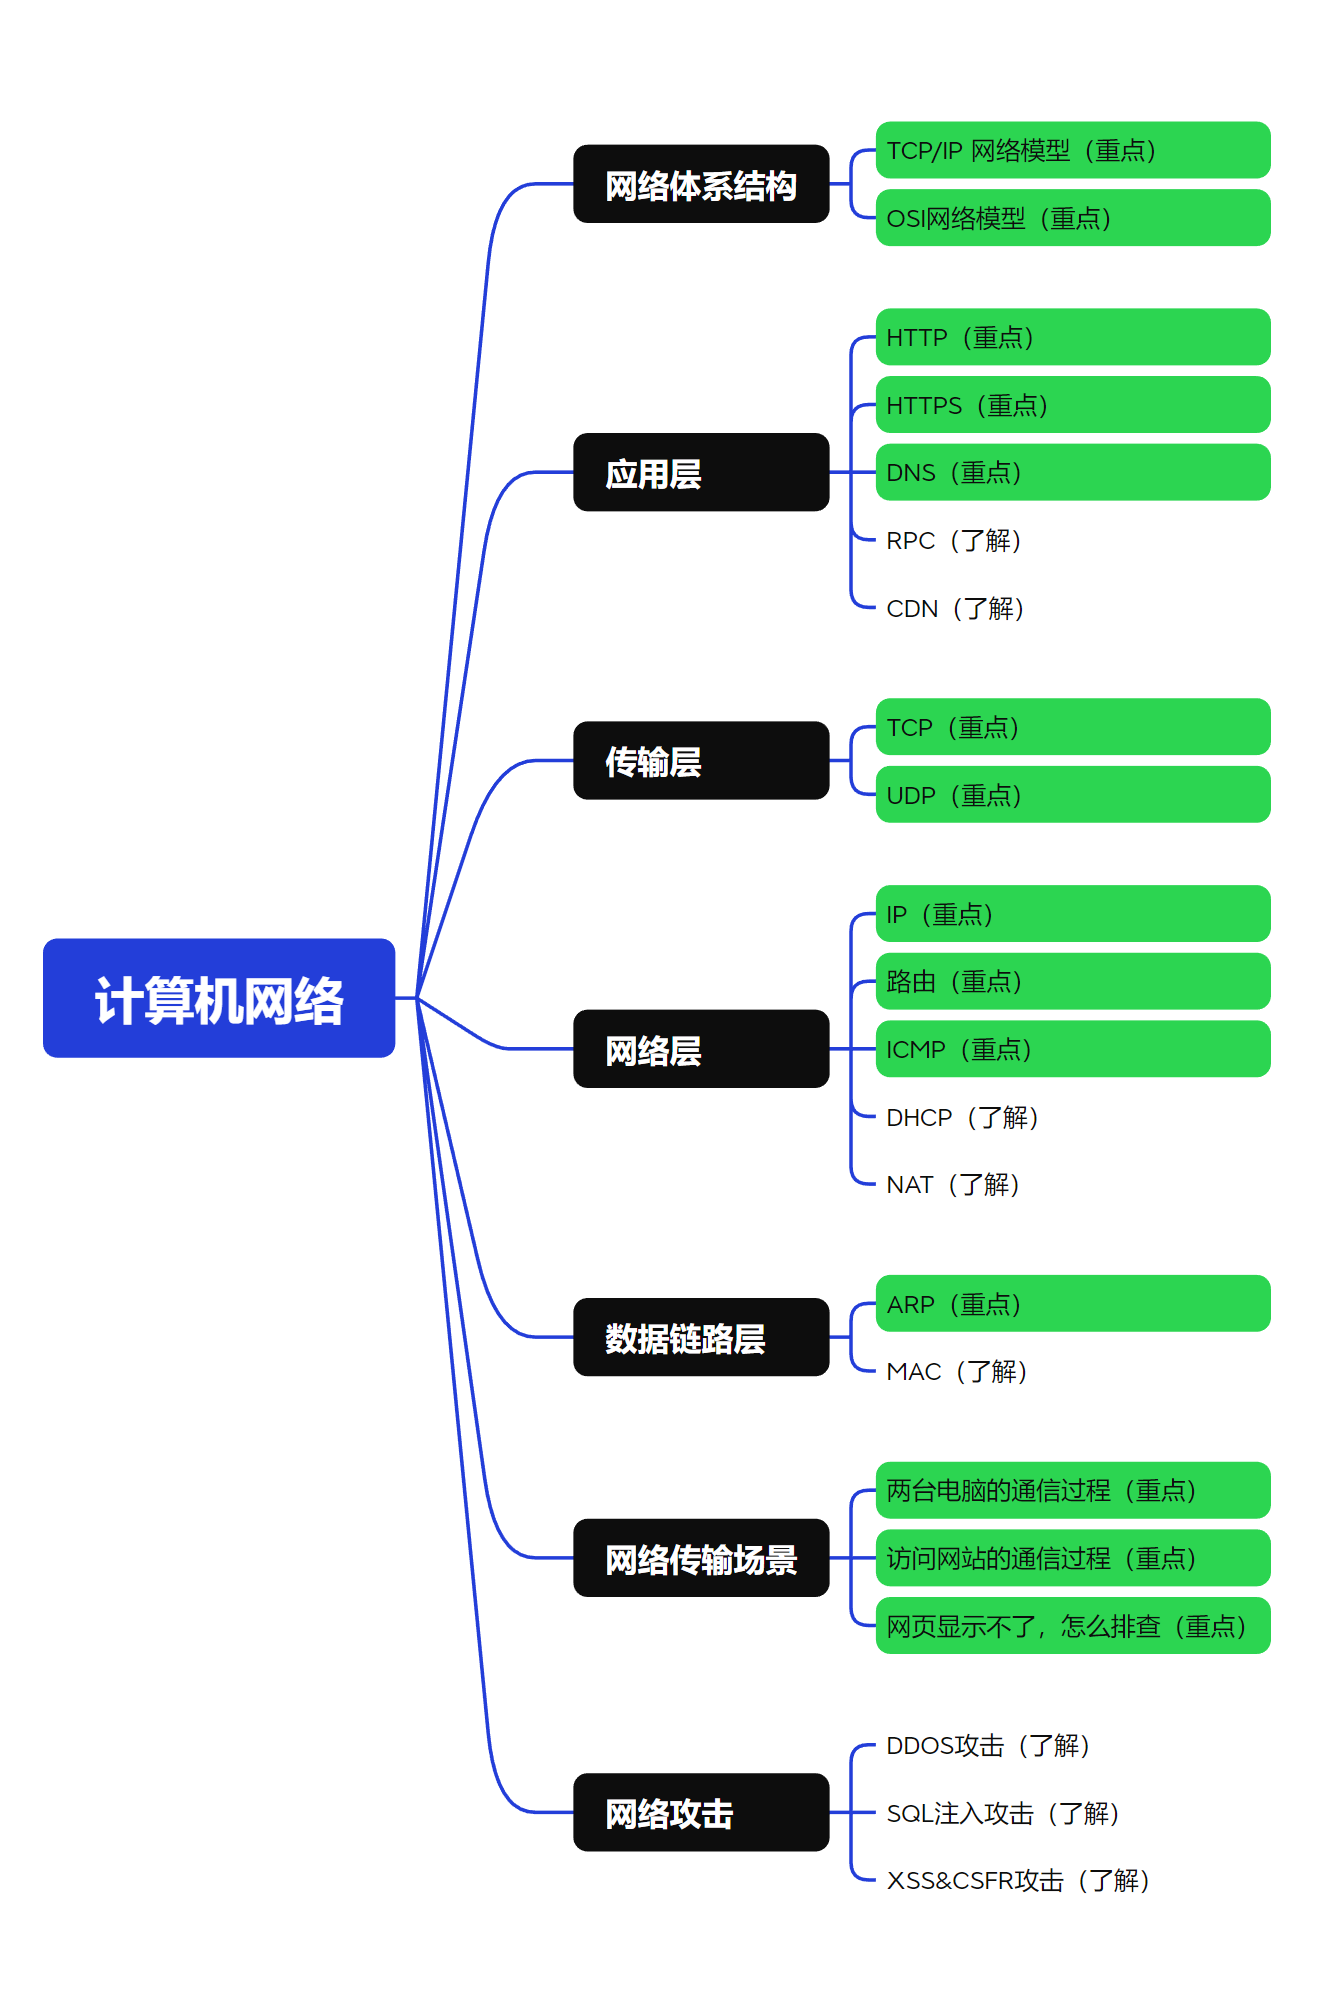 计算机网络
网络体系结构
TCP/IP 网络模型（重点）
OSI网络模型（重点）
应用层
HTTP（重点）
HTTPS（重点）
DNS（重点）
RPC（了解）
CDN（了解）
传输层
TCP（重点）
UDP（重点）
网络层
IP（重点）
路由（重点）
ICMP（重点）
DHCP（了解）
NAT（了解）
数据链路层
ARP（重点）
MAC（了解）
网络传输场景
两台电脑的通信过程（重点）
访问网站的通信过程（重点）
网页显示不了，怎么排查（重点）
网络攻击
DDOS攻击（了解）
SQL注入攻击（了解）
XSS&CSFR攻击（了解）